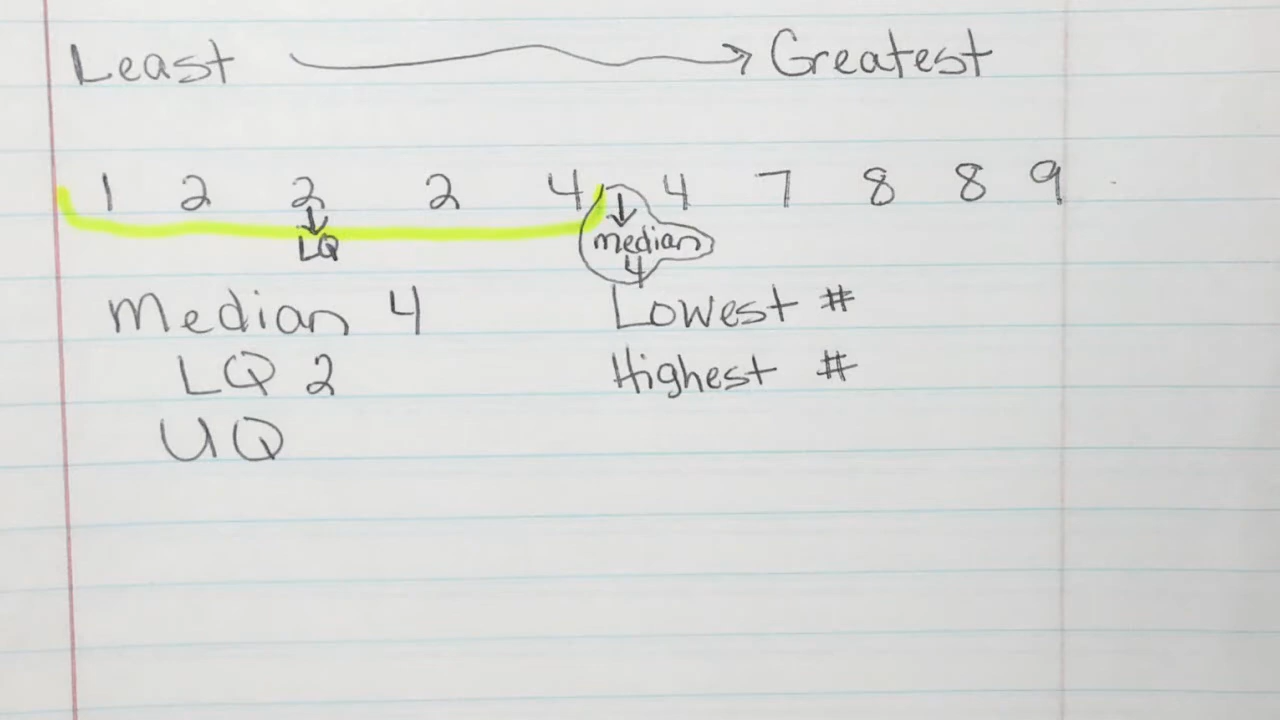 Least → Greatest
1 2 2 2 4 4 7 8 8 9
LQ median
4
Median 4 Lowest #
LQ 2 Highest #
UQ